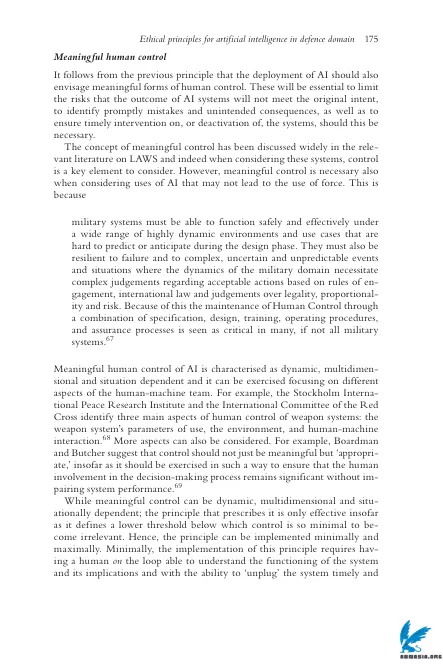 Ethical principles for artificial intelligence in defence domain 175
Meaningful human control
It follows from the previous principle that the deployment of AI should also
envisage meaningful forms of human control. These will be essential to limit
the risks that the outcome of AI systems will not meet the original intent,
to identify promptly mistakes and unintended consequences, as well as to
ensure timely intervention on, or deactivation of, the systems, should this be
necessary.
The concept of meaningful control has been discussed widely in the rele-
vant literature on LAWS and indeed when considering these systems, control
is a key element to consider. However, meaningful control is necessary also
when considering uses of AI that may not lead to the use of force. This is
because
military systems must be able to function safely and effectively under
a wide range of highly dynamic environments and use cases that are
hard to predict or anticipate during the design phase. They must also be
resilient to failure and to complex, uncertain and unpredictable events
and situations where the dynamics of the military domain necessitate
complex judgements regarding acceptable actions based on rules of en-
gagement, international law and judgements over legality, proportional-
ity and risk. Because of this the maintenance of Human Control through
a combination of specification, design, training, operating procedures,
and assurance processes is seen as critical in many, if not all military
systems.67
Meaningful human control of AI is characterised as dynamic, multidimen-
sional and situation dependent and it can be exercised focusing on different
aspects of the human-machine team. For example, the Stockholm Interna-
tional Peace Research Institute and the International Committee of the Red
Cross identify three main aspects of human control of weapon systems: the
weapon system's parameters of use, the environment, and human-machine
interaction.68 More aspects can also be considered. For example, Boardman
and Butcher suggest that control should not just be meaningful but 'appropri-
ate,' insofar as it should be exercised in such a way to ensure that the human
involvement in the decision-making process remains significant without im-
pairing system performance.69
While meaningful control can be dynamic, multidimensional and situ-
ationally dependent; the principle that prescribes it is only effective insofar
as it defines a lower threshold below which control is so minimal to be-
come irrelevant. Hence, the principle can be implemented minimally and
maximally. Minimally, the implementation of this principle requires hav-
ing a human on the loop able to understand the functioning of the system
and its implications and with the ability to 'unplug' the system timely and